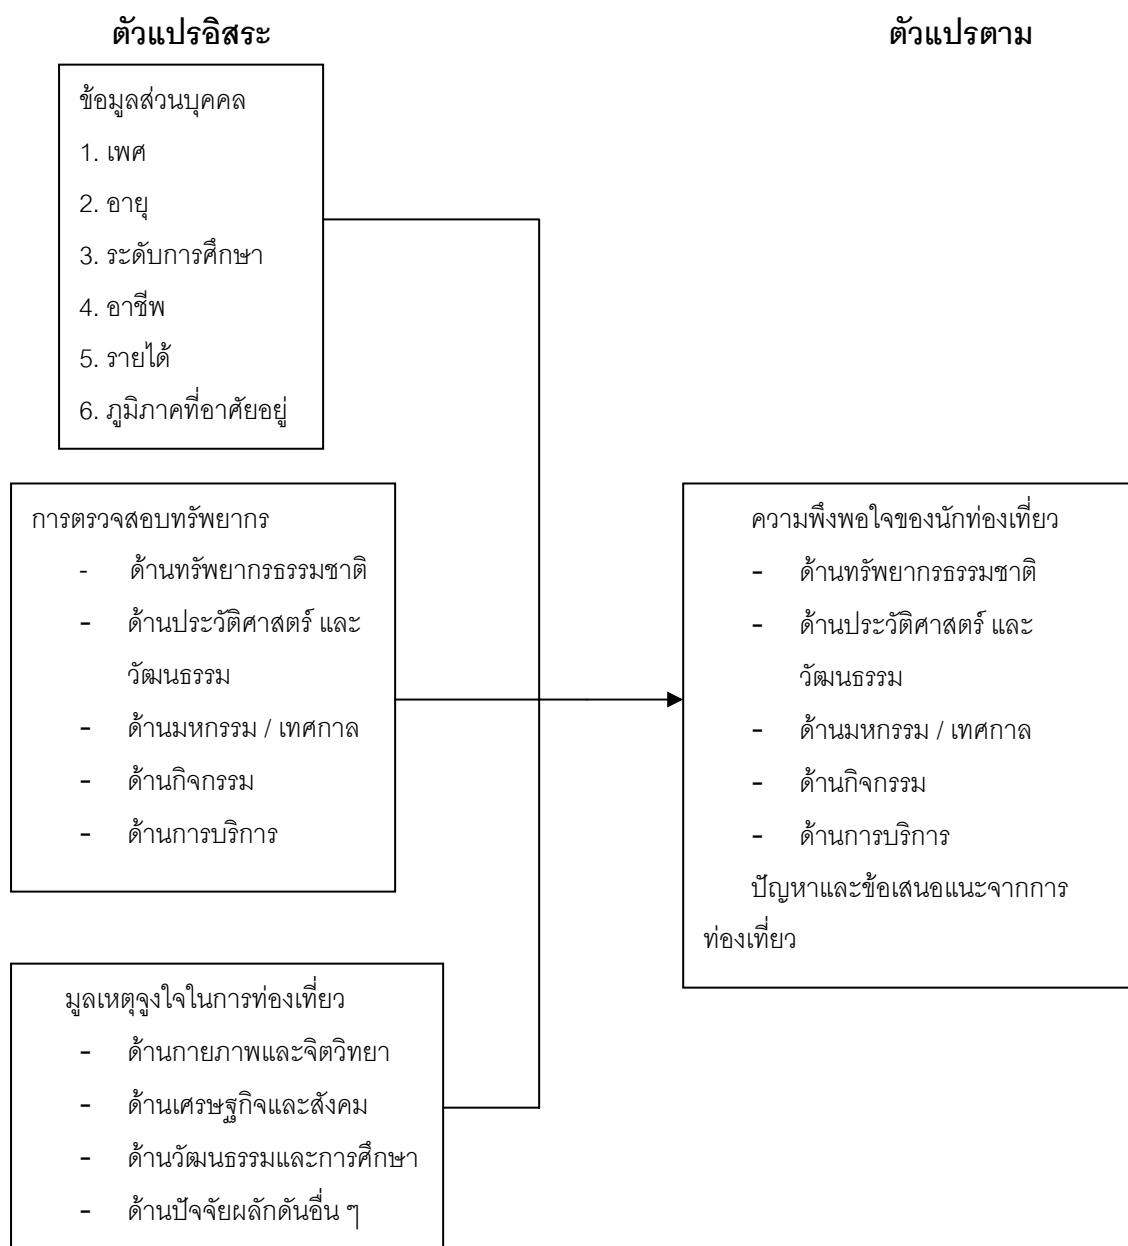 ตัวแปรอิสระ
ตัวแปรตาม
ข้อมูลส่วนบุคคล
1. เพศ
2. อายุ
3. ระดับการศึกษา
4. อาชีพ
5. รายได้
6. ภูมิภาคที่อาศัยอยู่
การตรวจสอบทรัพยากร
- ด้านทรัพยากรธรรมชาติ
- ด้านประวัติศาสตร์ และ
วัฒนธรรม
- ด้านมหกรรม / เทศกาล
- ด้านกิจกรรม
- ด้านการบริการ
มูลเหตุจูงใจในการท่องเที่ยว
- ด้านกายภาพและจิตวิทยา
- ด้านเศรษฐกิจและสังคม
- ด้านวัฒนธรรมและการศึกษา
- ด้านปัจจัยผลักดันอื่น ๆ
ความพึงพอใจของนักท่องเที่ยว
- ด้านทรัพยากรธรรมชาติ
- ด้านประวัติศาสตร์ และ
วัฒนธรรม
- ด้านมหกรรม / เทศกาล
- ด้านกิจกรรม
- ด้านการบริการ
ปัญหาและข้อเสนอแนะจากการ
ท่องเที่ยว